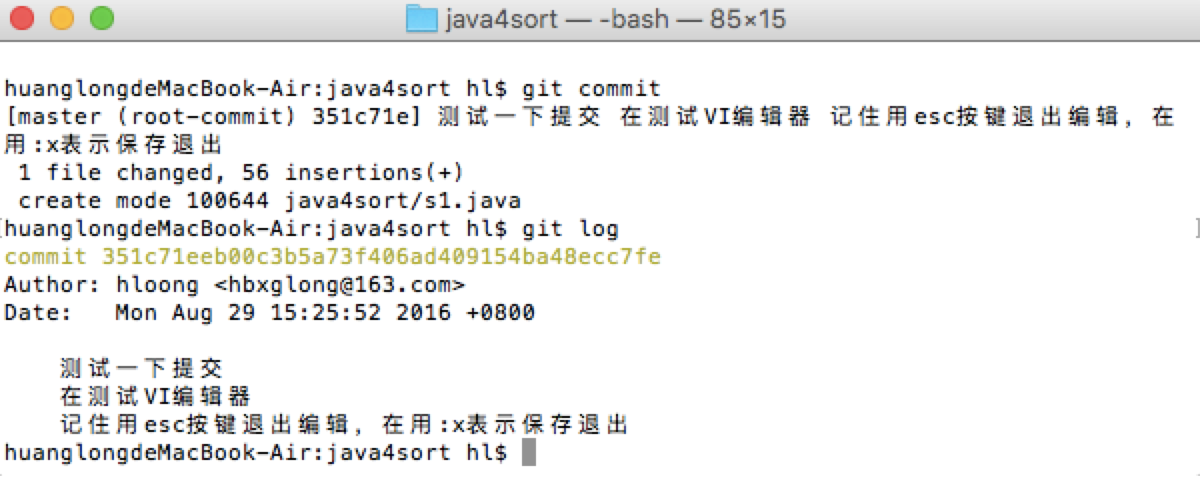 java4sort — -bash — 85×15
huanglongdeMacBook-Air:java4sort hl$ git commit
[master (root-commit) 351c71e] 测试一下提交 在测试VI编辑器 记住用esc按键退出编辑，在
用:x表示保存退出
 1 file changed, 56 insertions(+)
 create mode 100644 java4sort/s1.java
[huanglongdeMacBook-Air:java4sort hl$ git log ]
commit 351c71eeb00c3b5a73f406ad409154ba48ecc7fe
Author: hloong <hbxglong@163.com>
Date:   Mon Aug 29 15:25:52 2016 +0800
    测试一下提交
    在测试VI编辑器
    记住用esc按键退出编辑，在用:x表示保存退出
huanglongdeMacBook-Air:java4sort hl$